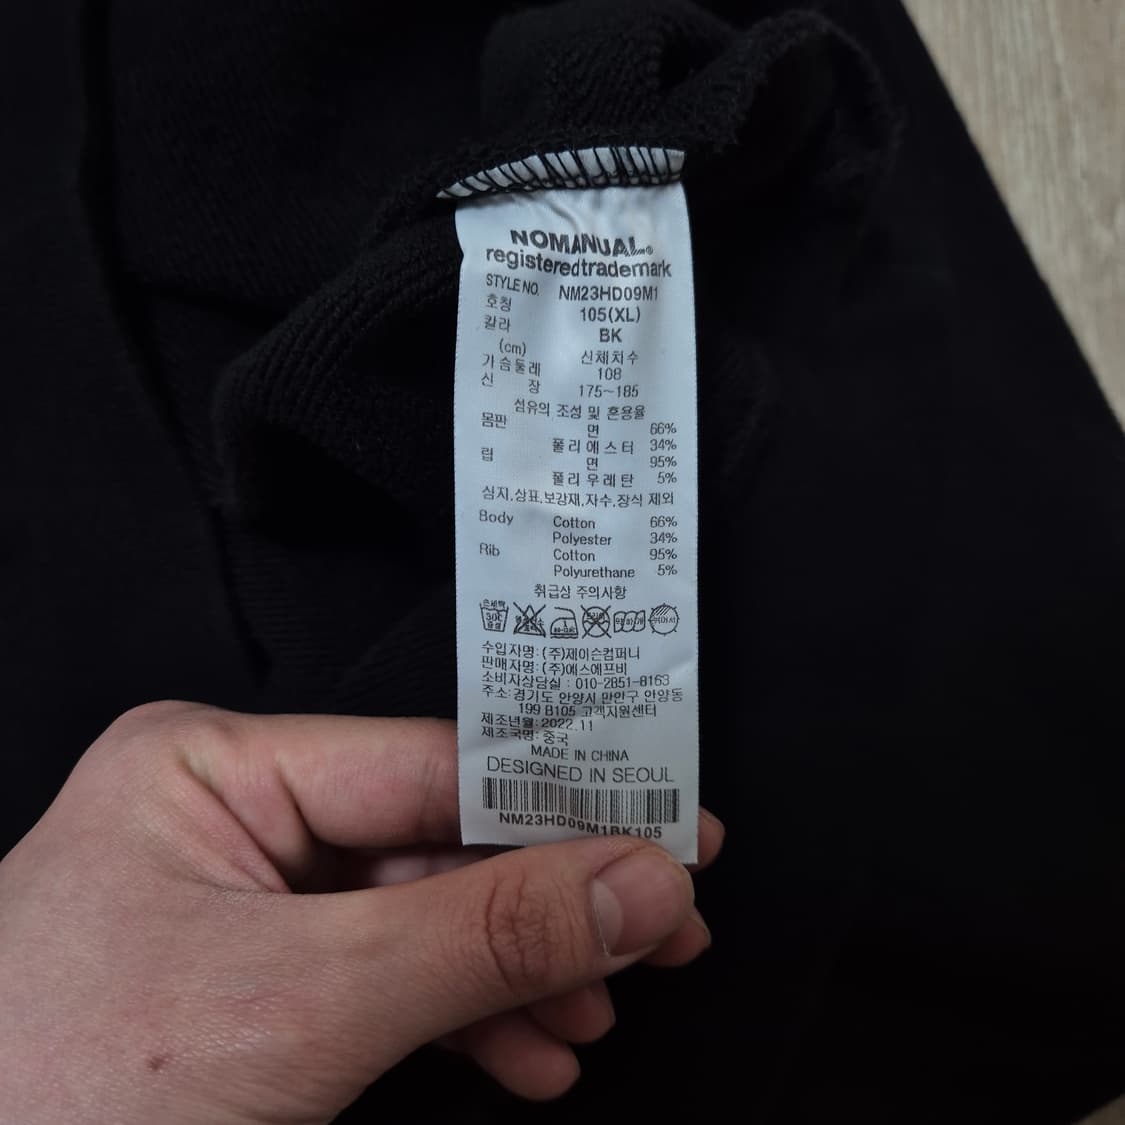 NOMANUAL®
registeredtrademark
STYLE NO. NM23HD09M1
호칭 105(XL)
칼라 BK
(cm) 신체치수
가슴둘레 108
신 장 175~185
섬유의 조성 및 혼용율
몸판 면 66%
폴리에스터 34%
립 면 95%
폴리우레탄 5%
심지,상표,보강재,자수,장식 제외
Body Cotton 66%
Polyester 34%
Rib Cotton 95%
Polyurethane 5%
취급상 주의사항
수입자명: (주)제이슨컴퍼니
판매자명: (주)에스에프비
소비자상담실 : 010-2851-8163
주소: 경기도 안양시 만안구 안양동
199 B105 고객지원센터
제조년월: 2022.11
제조국명: 중국
MADE IN CHINA
DESIGNED IN SEOUL
NM23HD09M1BK105